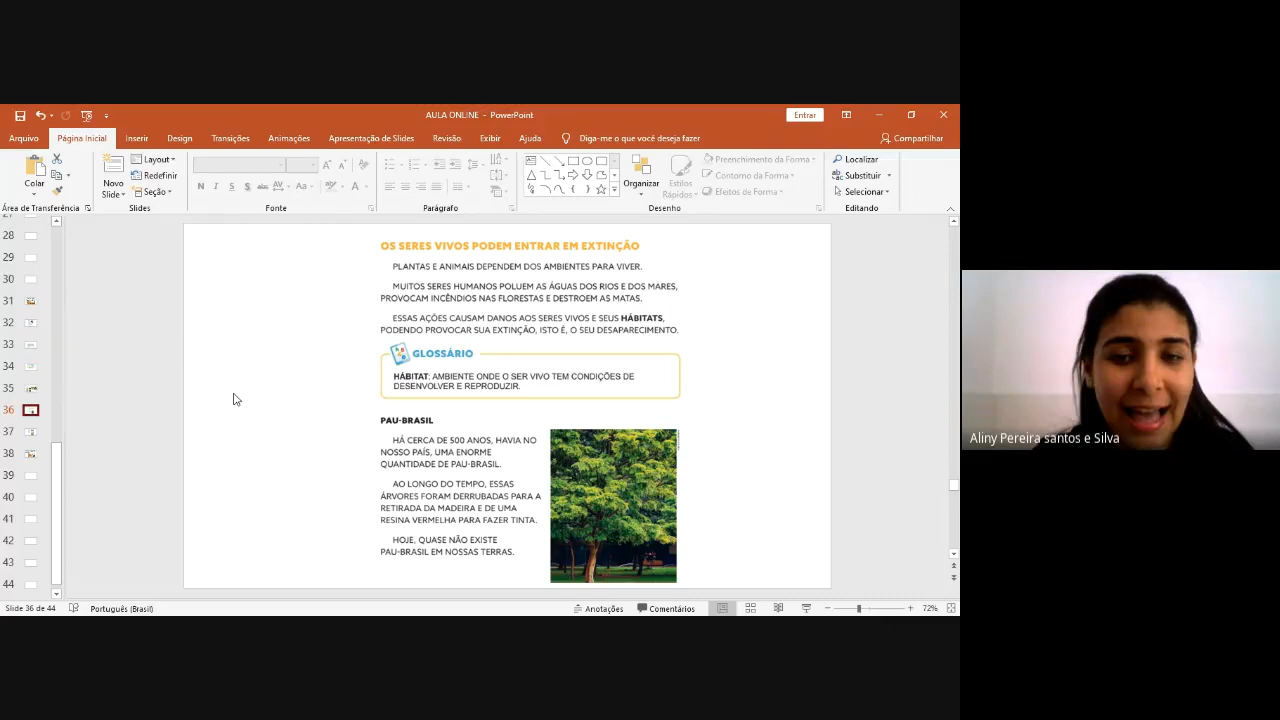 AULA ONLINE - PowerPoint
Entrar
Arquivo Página Inicial Inserir Design Transições Animações Apresentação de Slides Revisão Exibir Ajuda Diga-me o que você deseja fazer Compartilhar
Colar
Novo Slide
Layout
Redefinir
Seção
N I S S abc AV Aa A
Organizar
Estilos Rápidos
Preenchimento da Forma
Contorno da Forma
Efeitos de Forma
Localizar
Substituir
Selecionar
Área de Transferência Slides Fonte Parágrafo Desenho Editando
28
29
30
31
32
33
34
35
36
37
38
39
40
41
42
43
44
OS SERES VIVOS PODEM ENTRAR EM EXTINÇÃO
PLANTAS E ANIMAIS DEPENDEM DOS AMBIENTES PARA VIVER.
MUITOS SERES HUMANOS POLUEM AS ÁGUAS DOS RIOS E DOS MARES,
PROVOCAM INCÊNDIOS NAS FLORESTAS E DESTROEM AS MATAS.
ESSAS AÇÕES CAUSAM DANOS AOS SERES VIVOS E SEUS HÁBITATS,
PODENDO PROVOCAR SUA EXTINÇÃO, ISTO É, O SEU DESAPARECIMENTO.
GLOSSÁRIO
HÁBITAT: AMBIENTE ONDE O SER VIVO TEM CONDIÇÕES DE
DESENVOLVER E REPRODUZIR.
PAU-BRASIL
HÁ CERCA DE 500 ANOS, HAVIA NO
NOSSO PAÍS, UMA ENORME
QUANTIDADE DE PAU-BRASIL.
AO LONGO DO TEMPO, ESSAS
ÁRVORES FORAM DERRUBADAS PARA A
RETIRADA DA MADEIRA E DE UMA
RESINA VERMELHA PARA FAZER TINTA.
HOJE, QUASE NÃO EXISTE
PAU-BRASIL EM NOSSAS TERRAS.
Slide 36 de 44 Português (Brasil) Anotações Comentários 72%
Aliny Pereira santos e Silva